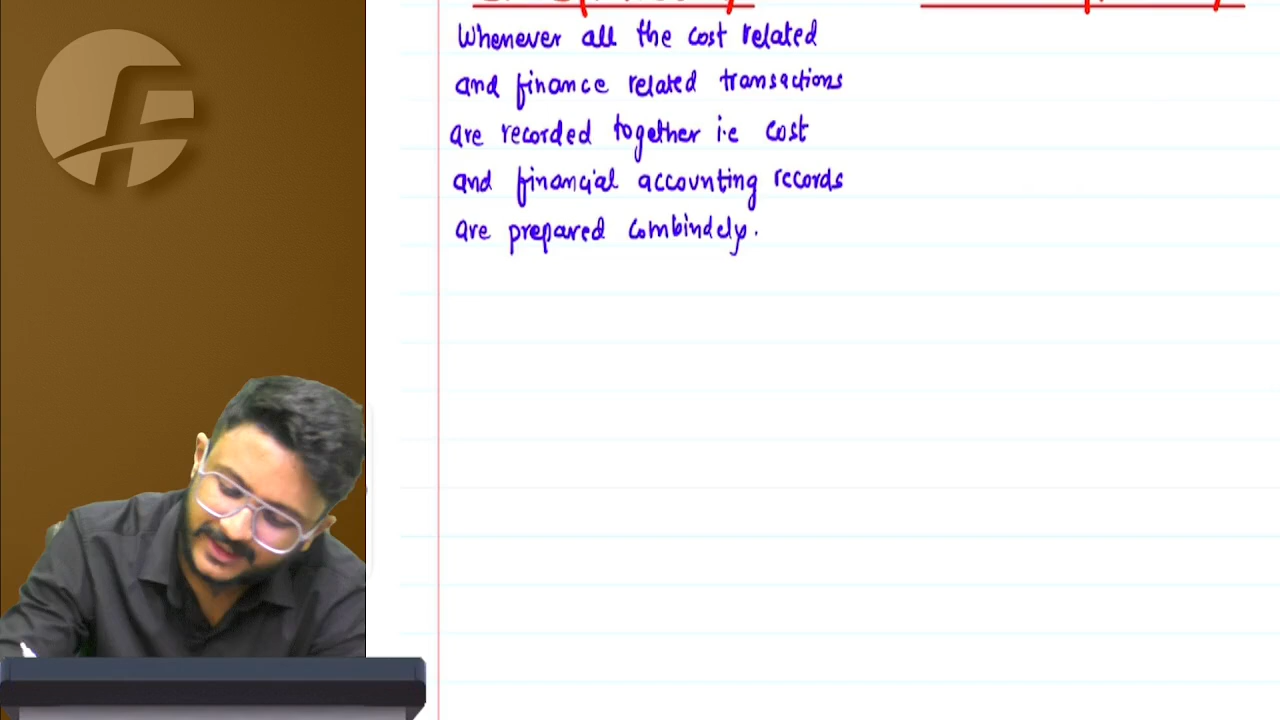 Whenever all the cost related
and finance related transactions
are recorded together i.e cost
and financial accounting records
are prepared combindely.